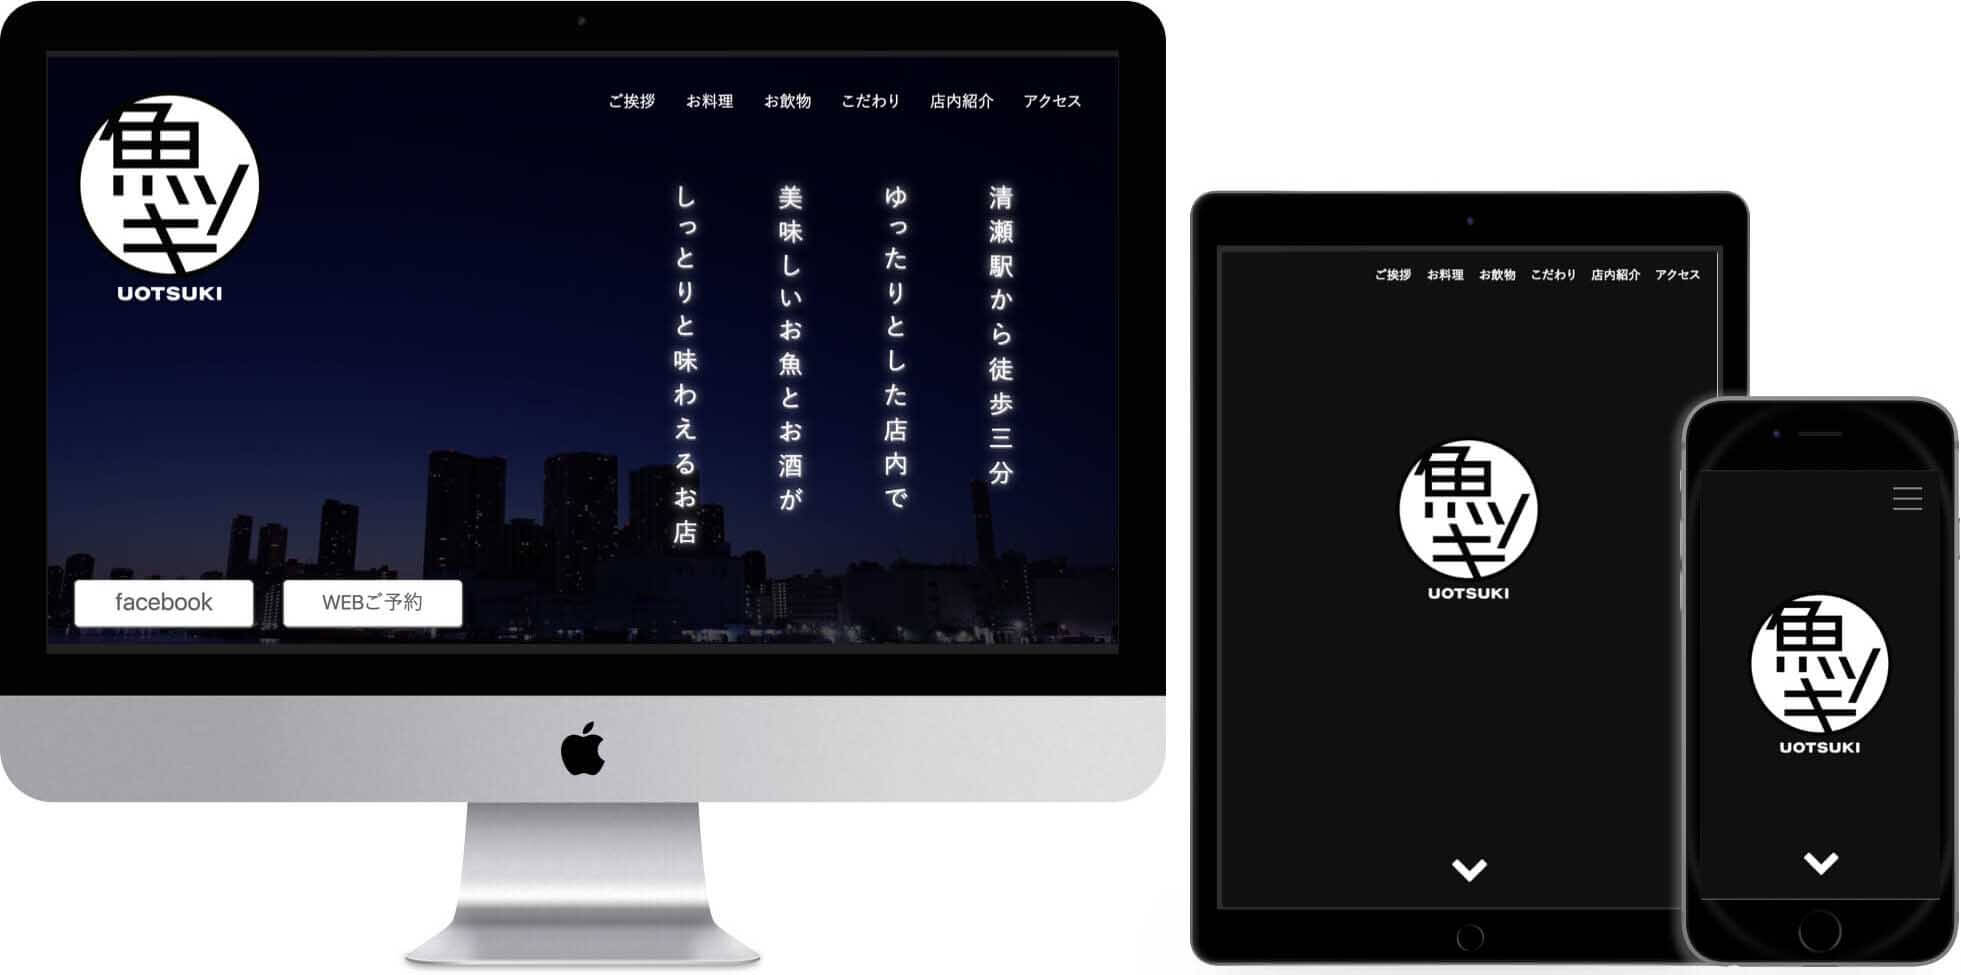 魚ツキ
UOTSUKI
ご挨拶 お料理 お飲物 こだわり 店内紹介 アクセス
清瀬駅から徒歩三分
ゆったりとした店内で
美味しいお魚とお酒が
しっとりと味わえるお店
facebook
WEBご予約
ご挨拶 お料理 お飲物 こだわり 店内紹介 アクセス
魚ツキ
UOTSUKI
魚ツキ
UOTSUKI